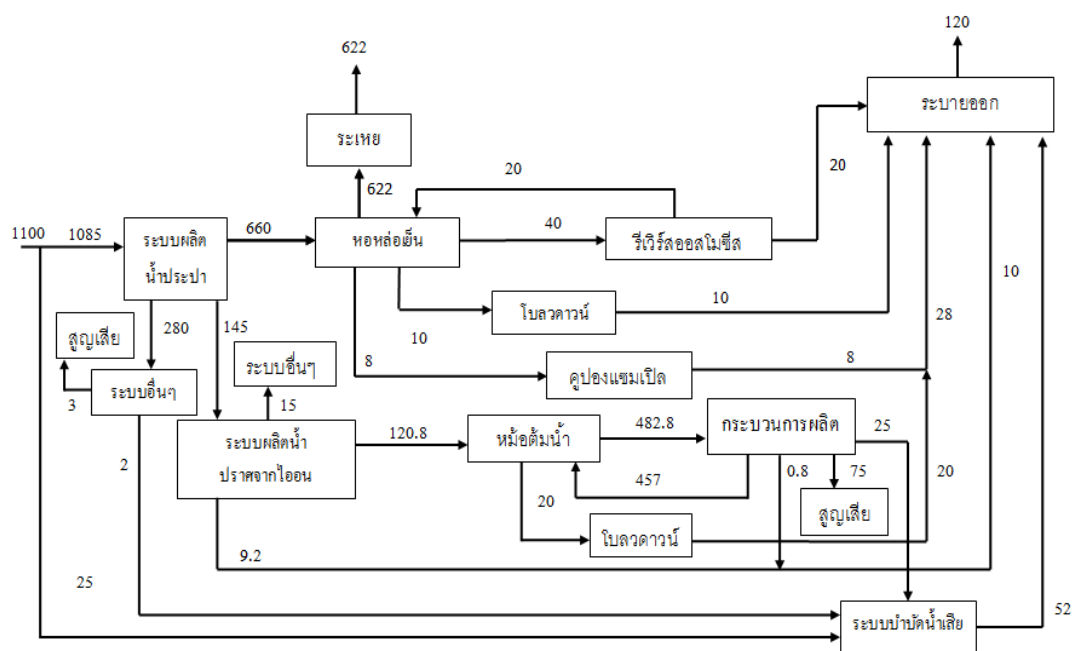 120
622
ระบายออก
ระเหย
20
20
622
1100
1085
ระบบผลิต
น้ำประปา
660
หอหล่อเย็น
40
รีเวิร์สออสโมซีส
10
280
145
โบลวดาวน์
10
10
28
สูญเสีย
ระบบอื่นๆ
8
คูปองแซมเปิล
8
3
ระบบอื่นๆ
15
ระบบผลิตน้ำ
ปราศจากไออน
120.8
หม้อต้มน้ำ
482.8
กระบวนการผลิต
25
2
457
0.8
75
20
20
สูญเสีย
โบลวดาวน์
9.2
25
ระบบบำบัดน้ำเสีย
52